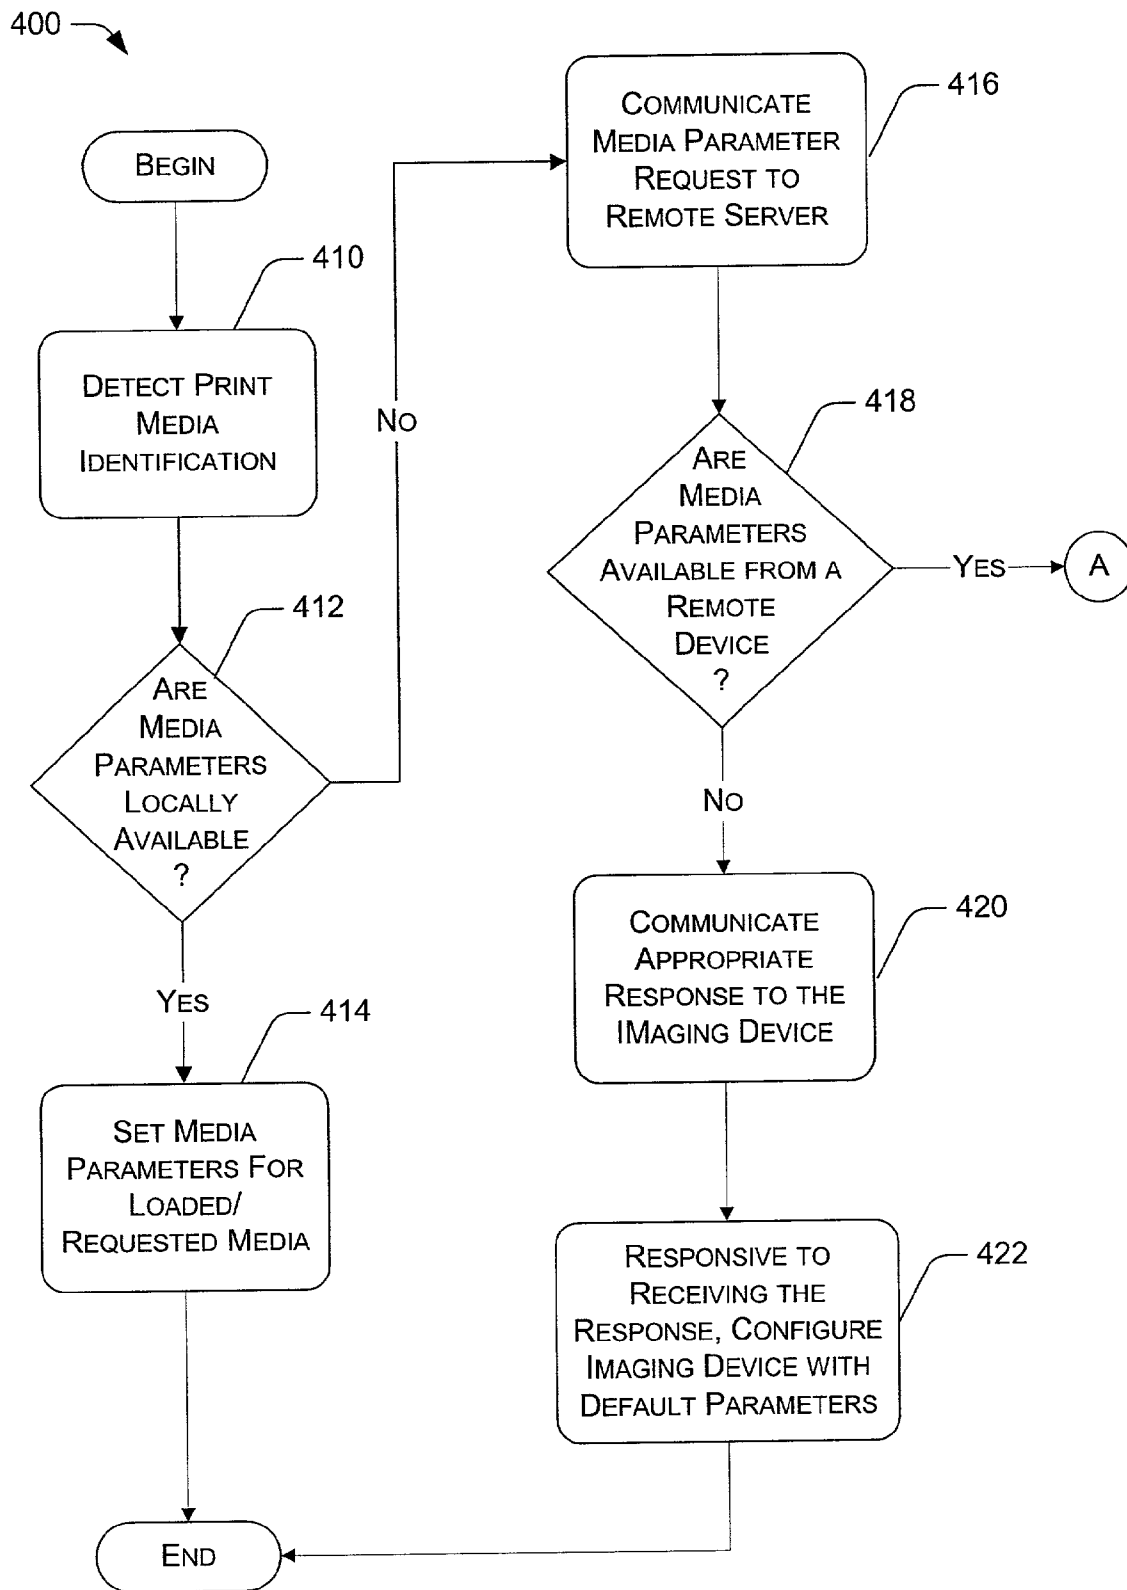 400
BEGIN
410
DETECT PRINT
MEDIA
IDENTIFICATION
412
ARE
MEDIA
PARAMETERS
LOCALLY
AVAILABLE
?
NO
YES
414
SET MEDIA
PARAMETERS FOR
LOADED/
REQUESTED MEDIA
END
416
COMMUNICATE
MEDIA PARAMETER
REQUEST TO
REMOTE SERVER
418
ARE
MEDIA
PARAMETERS
AVAILABLE FROM A
REMOTE
DEVICE
?
YES
A
NO
420
COMMUNICATE
APPROPRIATE
RESPONSE TO THE
IMAGING DEVICE
422
RESPONSIVE TO
RECEIVING THE
RESPONSE, CONFIGURE
IMAGING DEVICE WITH
DEFAULT PARAMETERS